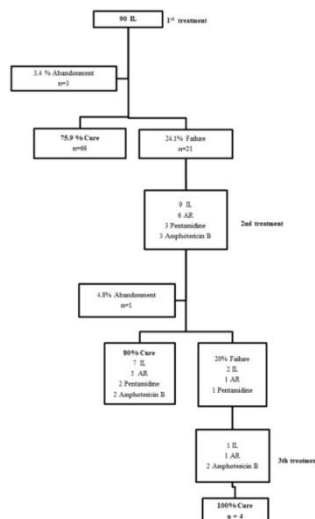 90 IL
1st treatment
3.4 % Abandonment
n=3
75.9 % Cure
n=66
24.1% Failure
n=21
9 IL
6 AR
3 Pentamidine
3 Amphotericin B
2nd treatment
4.8% Abandonment
n=1
80% Cure
7 IL
5 AR
2 Pentamidine
2 Amphotericin B
20% Failure
2 IL
1 AR
1 Pentamidine
1 IL
1 AR
2 Amphotericin B
3th treatment
100% Cure
n = 4